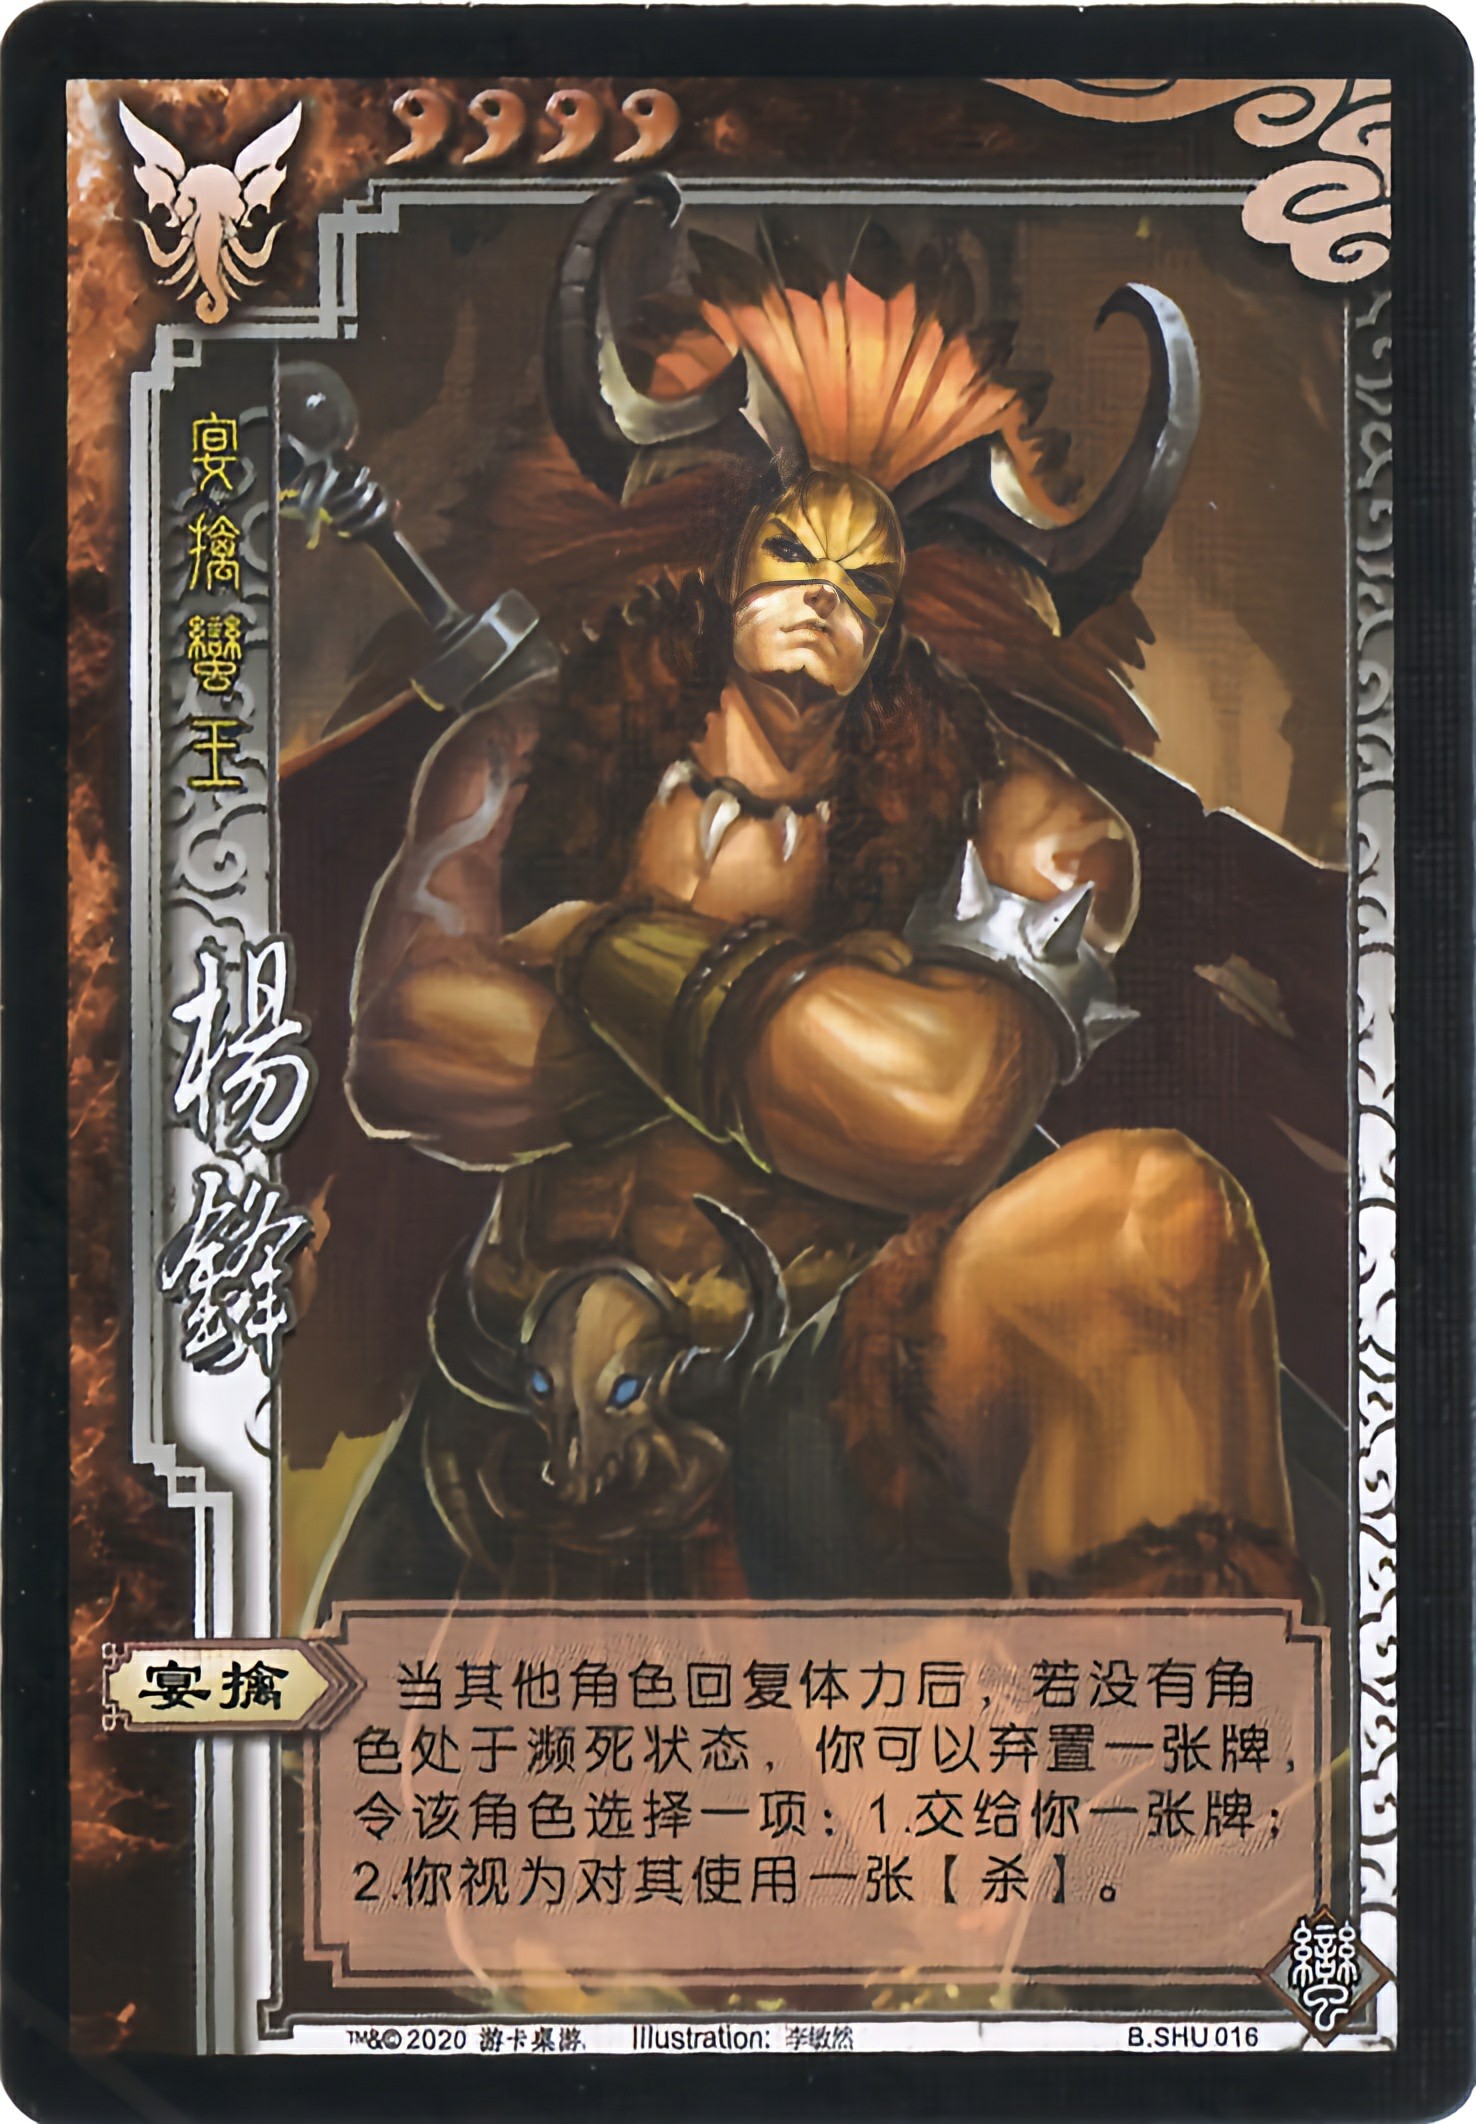 宴擒蠻王
楊鋒
宴擒
当其他角色回复体力后，若没有角
色处于濒死状态，你可以弃置一张牌，
令该角色选择一项：1.交给你一张牌；
2.你视为对其使用一张【杀】。
蠻
™&©2020 游卡桌游. Illustration: 李敏然 B.SHU 016